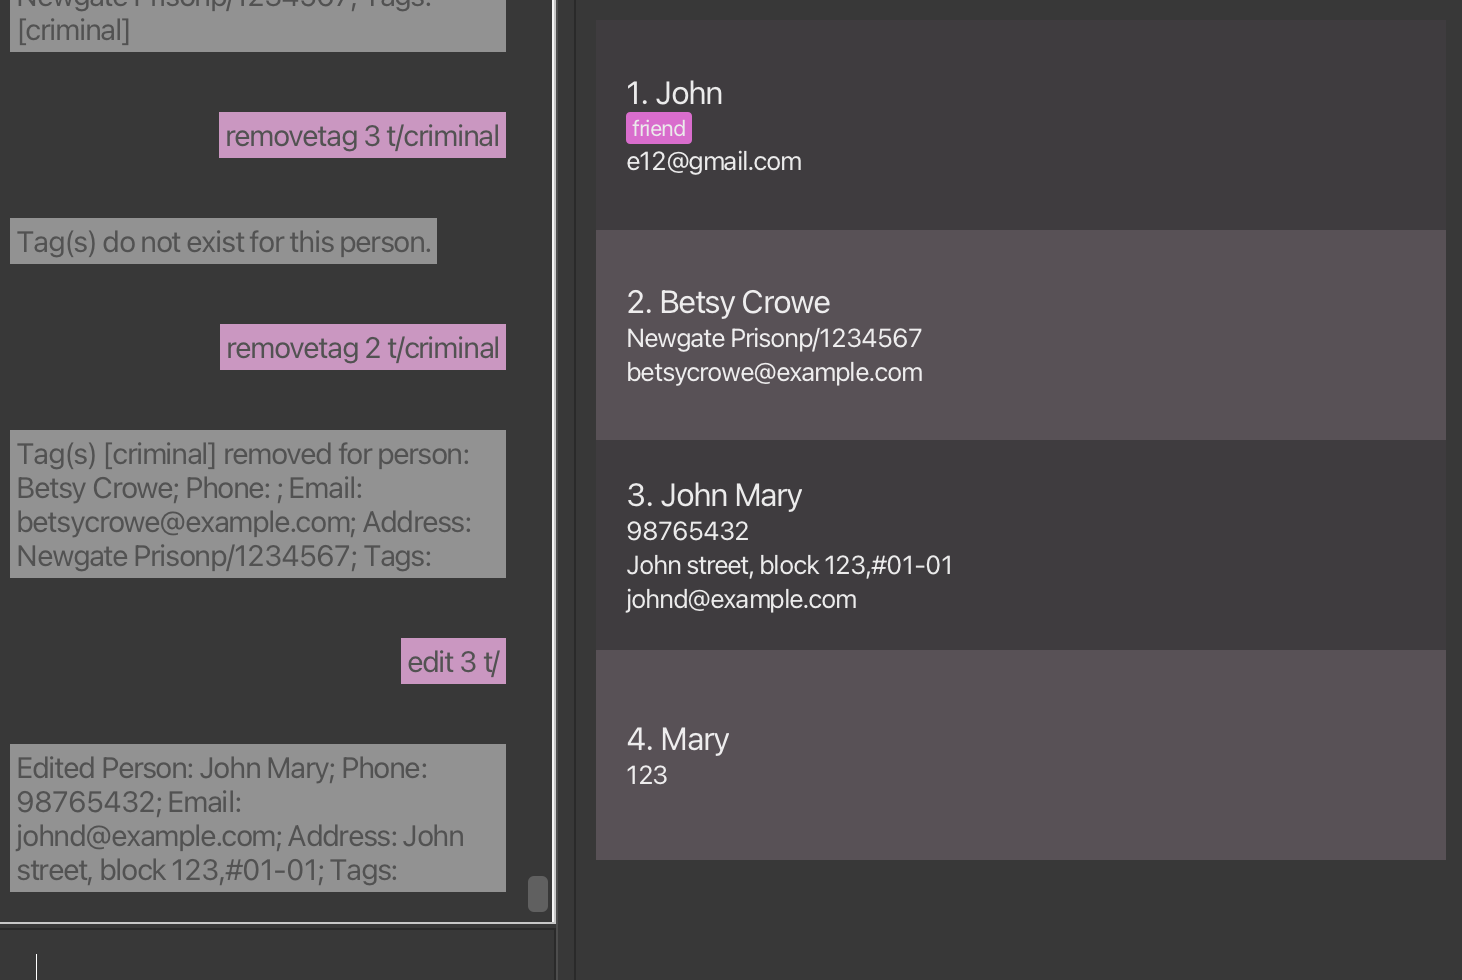 Newgate Prisonp/1234567; Tags:
[criminal]
removetag 3 t/criminal
Tag(s) do not exist for this person.
removetag 2 t/criminal
Tag(s) [criminal] removed for person:
Betsy Crowe; Phone: ; Email:
betsycrowe@example.com; Address:
Newgate Prisonp/1234567; Tags:
edit 3 t/
Edited Person: John Mary; Phone:
98765432; Email:
johnd@example.com; Address: John
street, block 123,#01-01; Tags:
1. John
friend
e12@gmail.com
2. Betsy Crowe
Newgate Prisonp/1234567
betsycrowe@example.com
3. John Mary
98765432
John street, block 123,#01-01
johnd@example.com
4. Mary
123